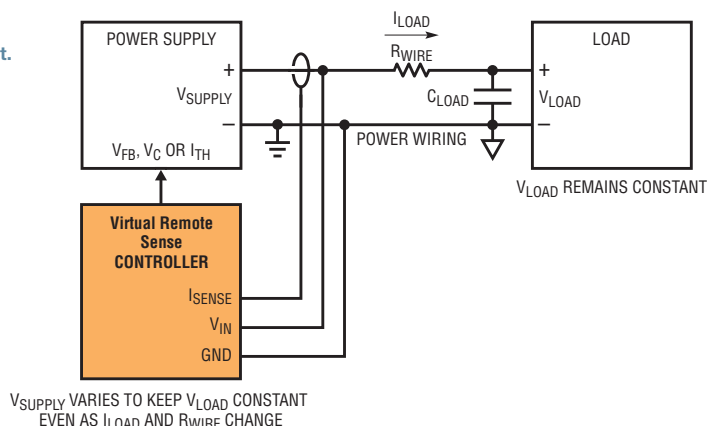 t.
POWER SUPPLY
+
VSUPPLY
–
VFB, VC OR ITH
ILOAD
RWIRE
CLOAD
POWER WIRING
LOAD
+
VLOAD
–
VLOAD REMAINS CONSTANT
Virtual Remote
Sense
CONTROLLER
ISENSE
VIN
GND
VSUPPLY VARIES TO KEEP VLOAD CONSTANT
EVEN AS ILOAD AND RWIRE CHANGE